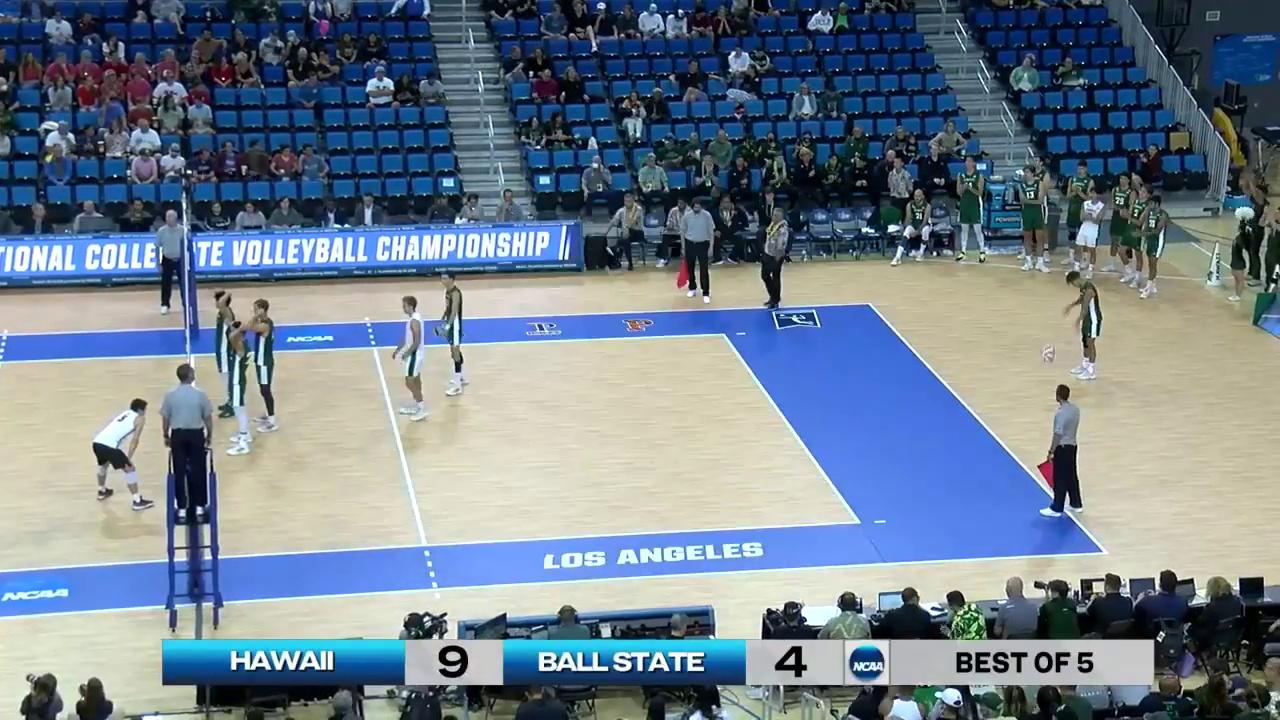 TIONAL COLLE TE VOLLEYBALL CHAMPIONSHIP
NCAA
P
LOS ANGELES
NCAA
HAWAII 9 BALL STATE 4 NCAA BEST OF 5